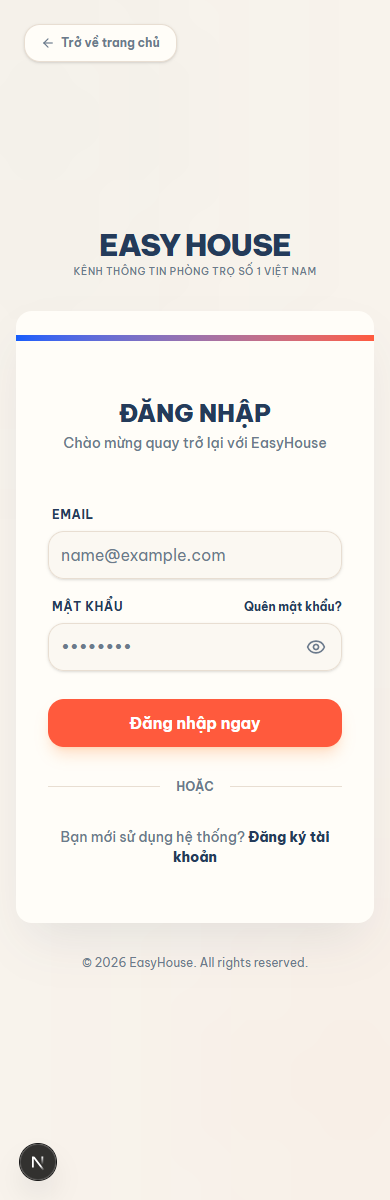 Trở về trang chủ
EASY HOUSE
KÊNH THÔNG TIN PHÒNG TRỌ SỐ 1 VIỆT NAM
ĐĂNG NHẬP
Chào mừng quay trở lại với EasyHouse
EMAIL
name@example.com
MẬT KHẨU Quên mật khẩu?
••••••••
Đăng nhập ngay
HOẶC
Bạn mới sử dụng hệ thống? Đăng ký tài
khoản
© 2026 EasyHouse. All rights reserved.
N